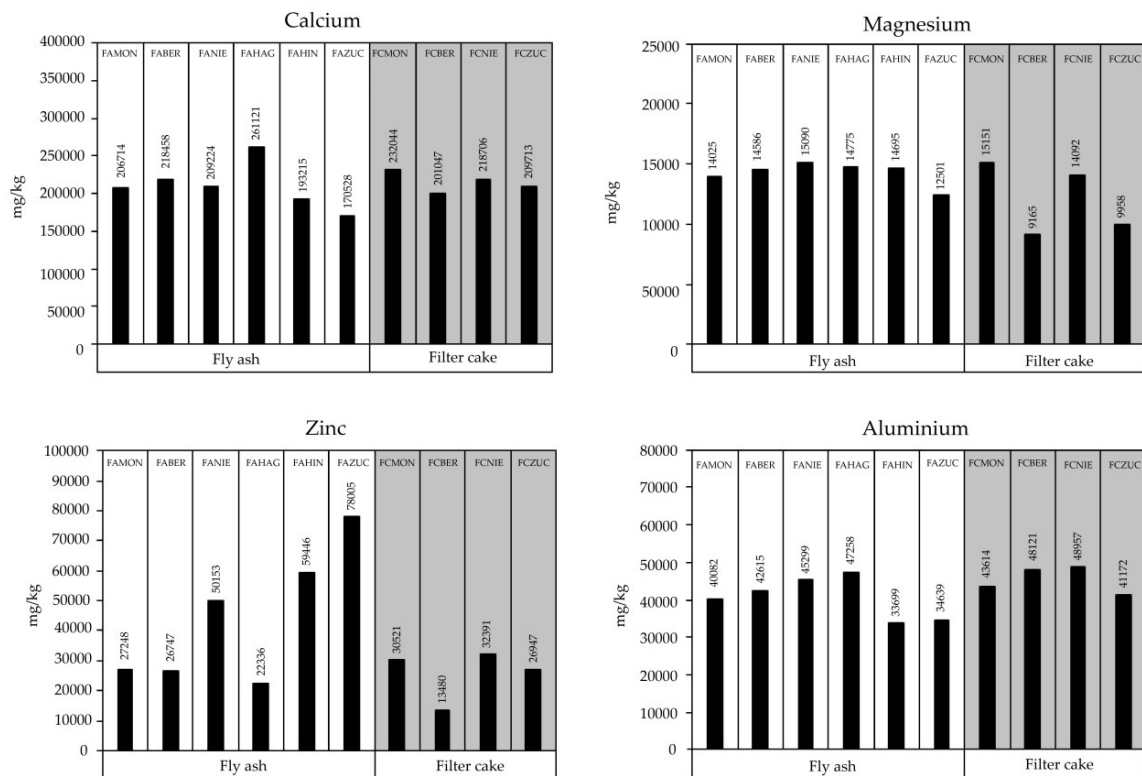 Calcium
400000
350000
300000
250000
200000
150000
100000
50000
0
mg/kg
FAMON FABER FANIE FAHAG FAHIN FAZUC FCMON FCBER FCNIE FCZUC
206714 218458 209224 261121 193215 170528 232044 201047 218706 209713
Fly ash Filter cake
Magnesium
25000
20000
15000
10000
50000
0
mg/kg
FAMON FABER FANIE FAHAG FAHIN FAZUC FCMON FCBER FCNIE FCZUC
14025 14586 15090 14775 14695 12501 15151 9165 14092 9958
Fly ash Filter cake
Zinc
100000
90000
80000
70000
60000
50000
40000
30000
20000
10000
0
mg/kg
FAMON FABER FANIE FAHAG FAHIN FAZUC FCMON FCBER FCNIE FCZUC
27248 26747 50153 22336 59446 78005 30521 13480 32391 26947
Fly ash Filter cake
Aluminium
80000
70000
60000
50000
40000
30000
20000
10000
0
mg/kg
FAMON FABER FANIE FAHAG FAHIN FAZUC FCMON FCBER FCNIE FCZUC
40082 42615 45299 47258 33699 34639 43614 48121 48957 41172
Fly ash Filter cake